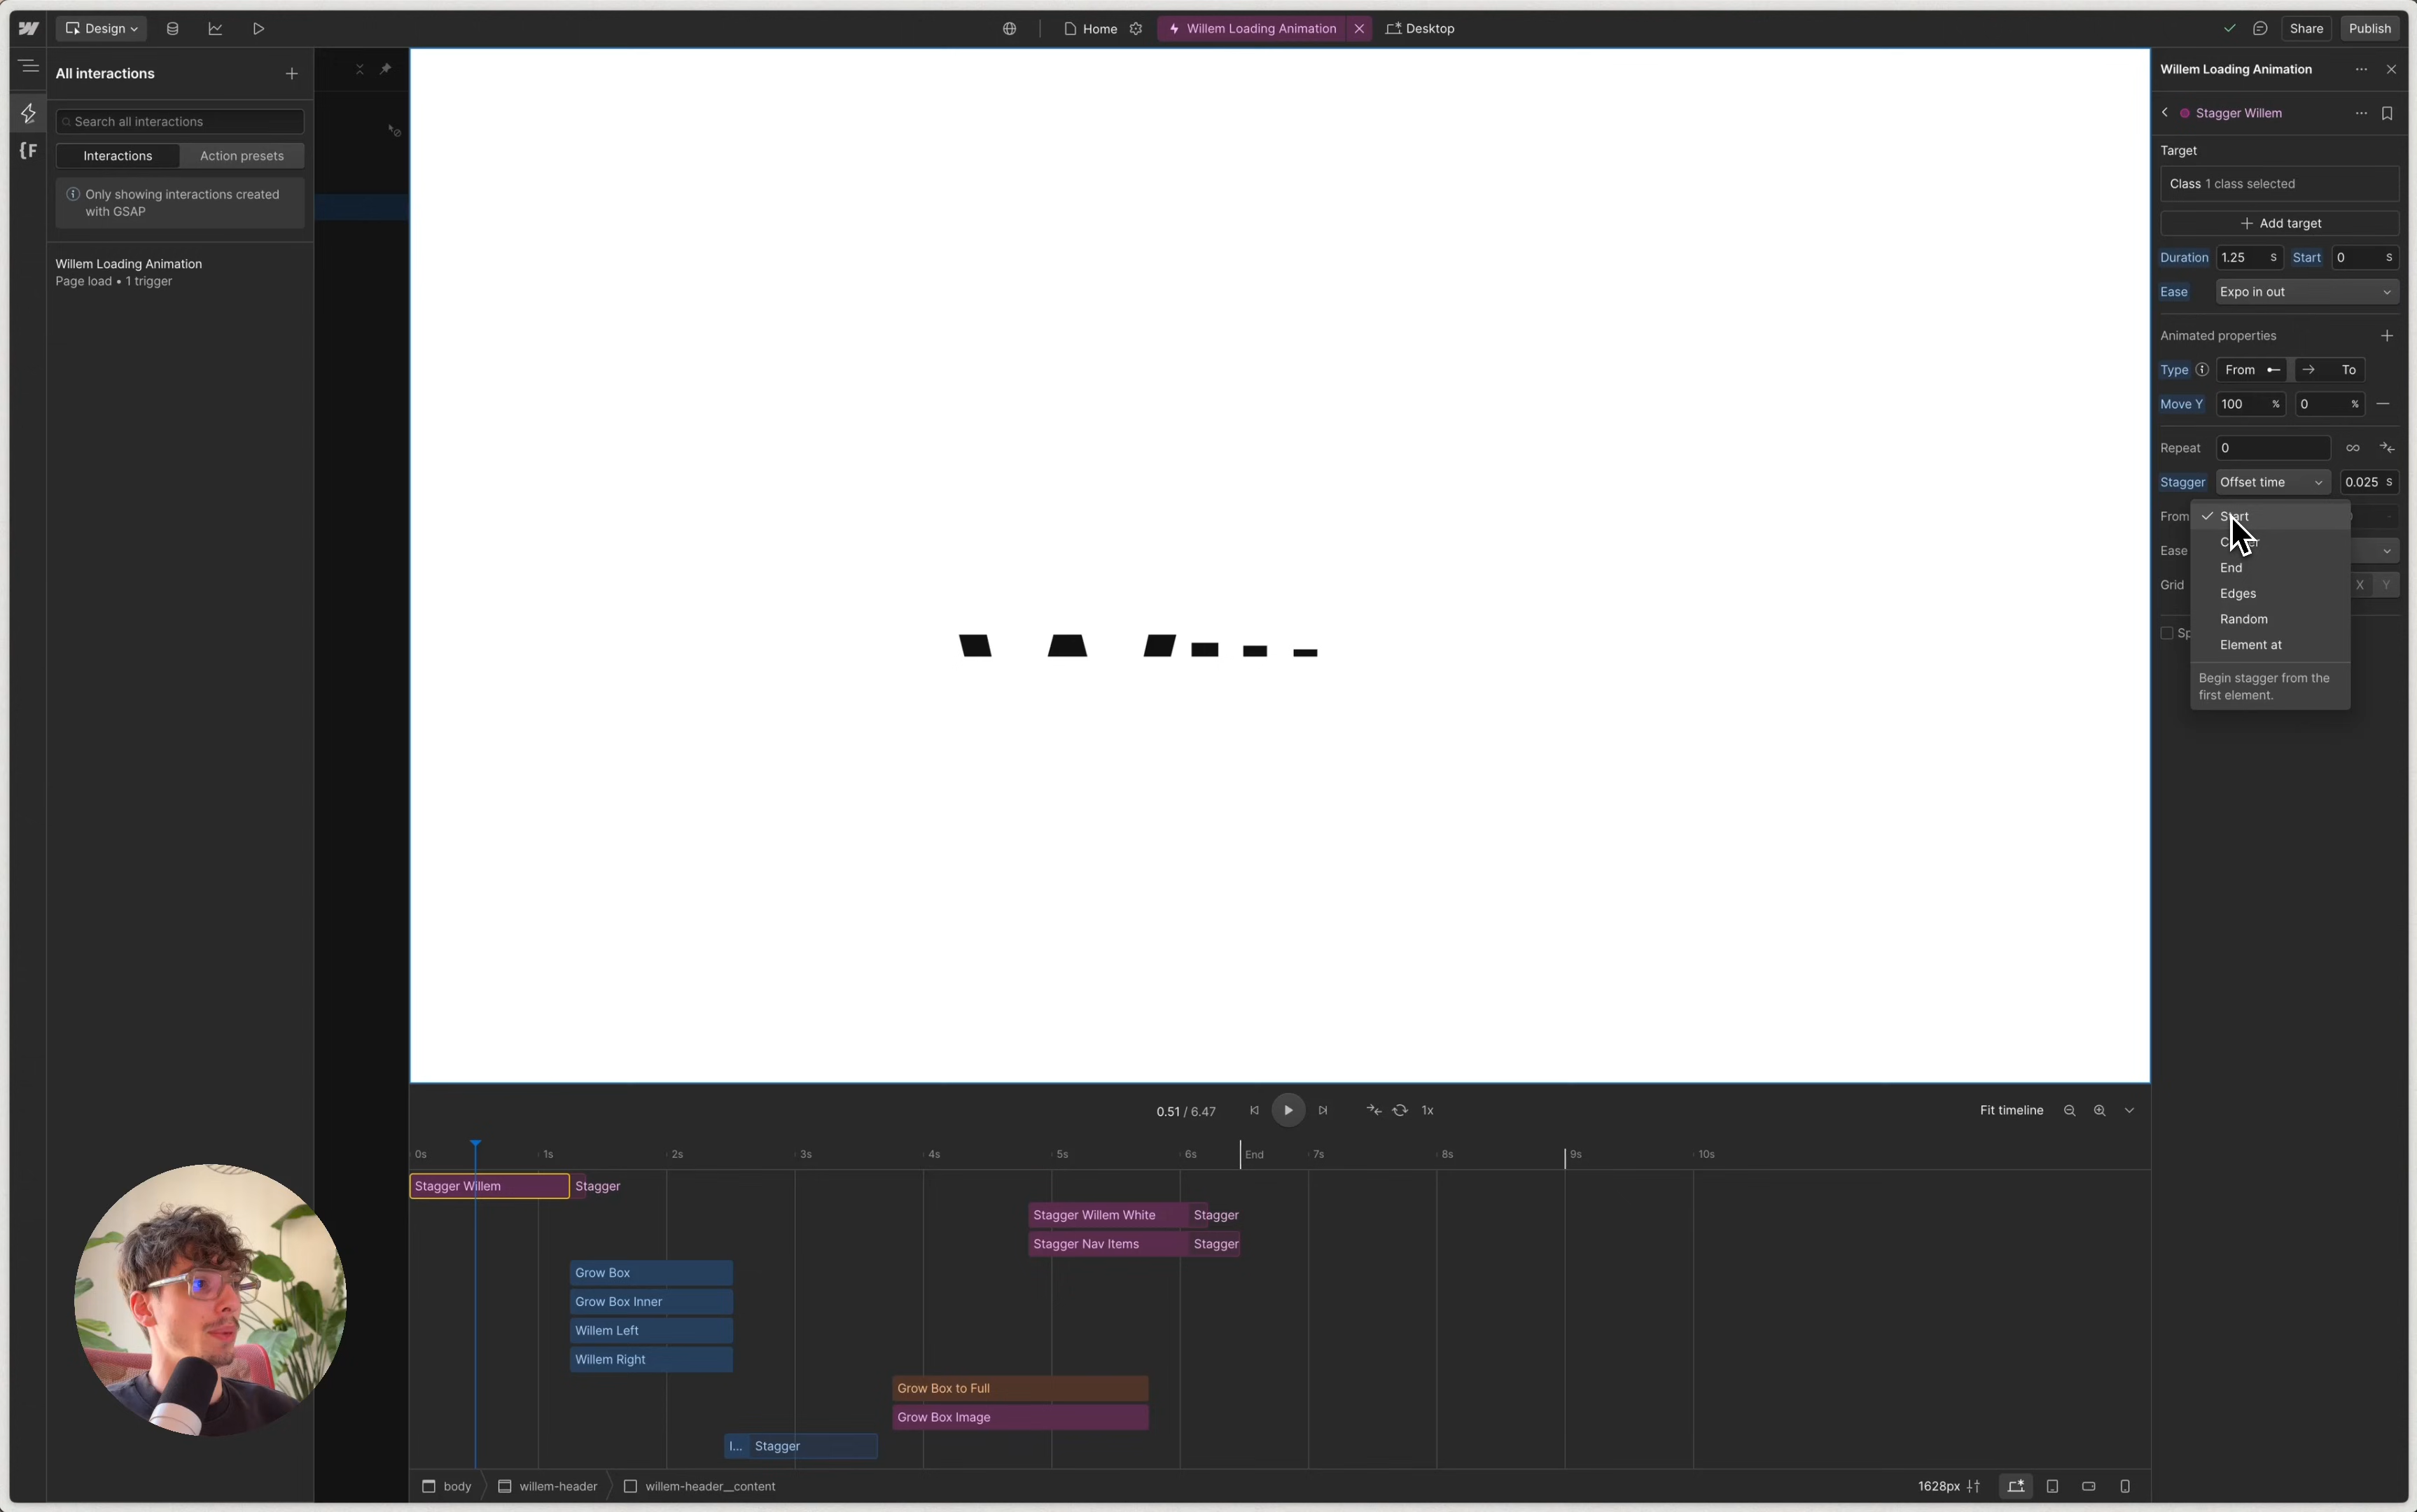 Design
Home
Willem Loading Animation
Desktop
Share
Publish
All interactions
Search all interactions
Interactions
Action presets
Only showing interactions created
with GSAP
Willem Loading Animation
Page load • 1 trigger
Willem Loading Animation
Stagger Willem
Target
Class 1 class selected
Add target
Duration 1.25 S Start 0 S
Ease Expo in out
Animated properties
Type From To
Move Y 100 % 0 %
Repeat 0
Stagger Offset time 0.025 S
From Start
End
Edges
Random
Element at
Begin stagger from the
first element.
Ease
Grid X Y
0.51 / 6.47
1x
Fit timeline
0s 1s 2s 3s 4s 5s 6s End 7s 8s 9s 10s
Stagger Willem Stagger
Stagger Willem White Stagger
Stagger Nav Items Stagger
Grow Box
Grow Box Inner
Willem Left
Willem Right
Grow Box to Full
Grow Box Image
I... Stagger
body willem-header willem-header__content
1628px